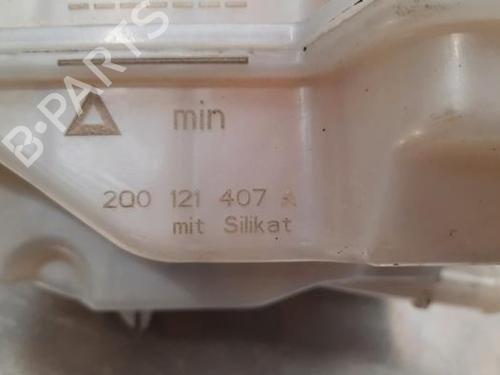 B-PARTS
min
2Q0 121 407 A
mit Silikat